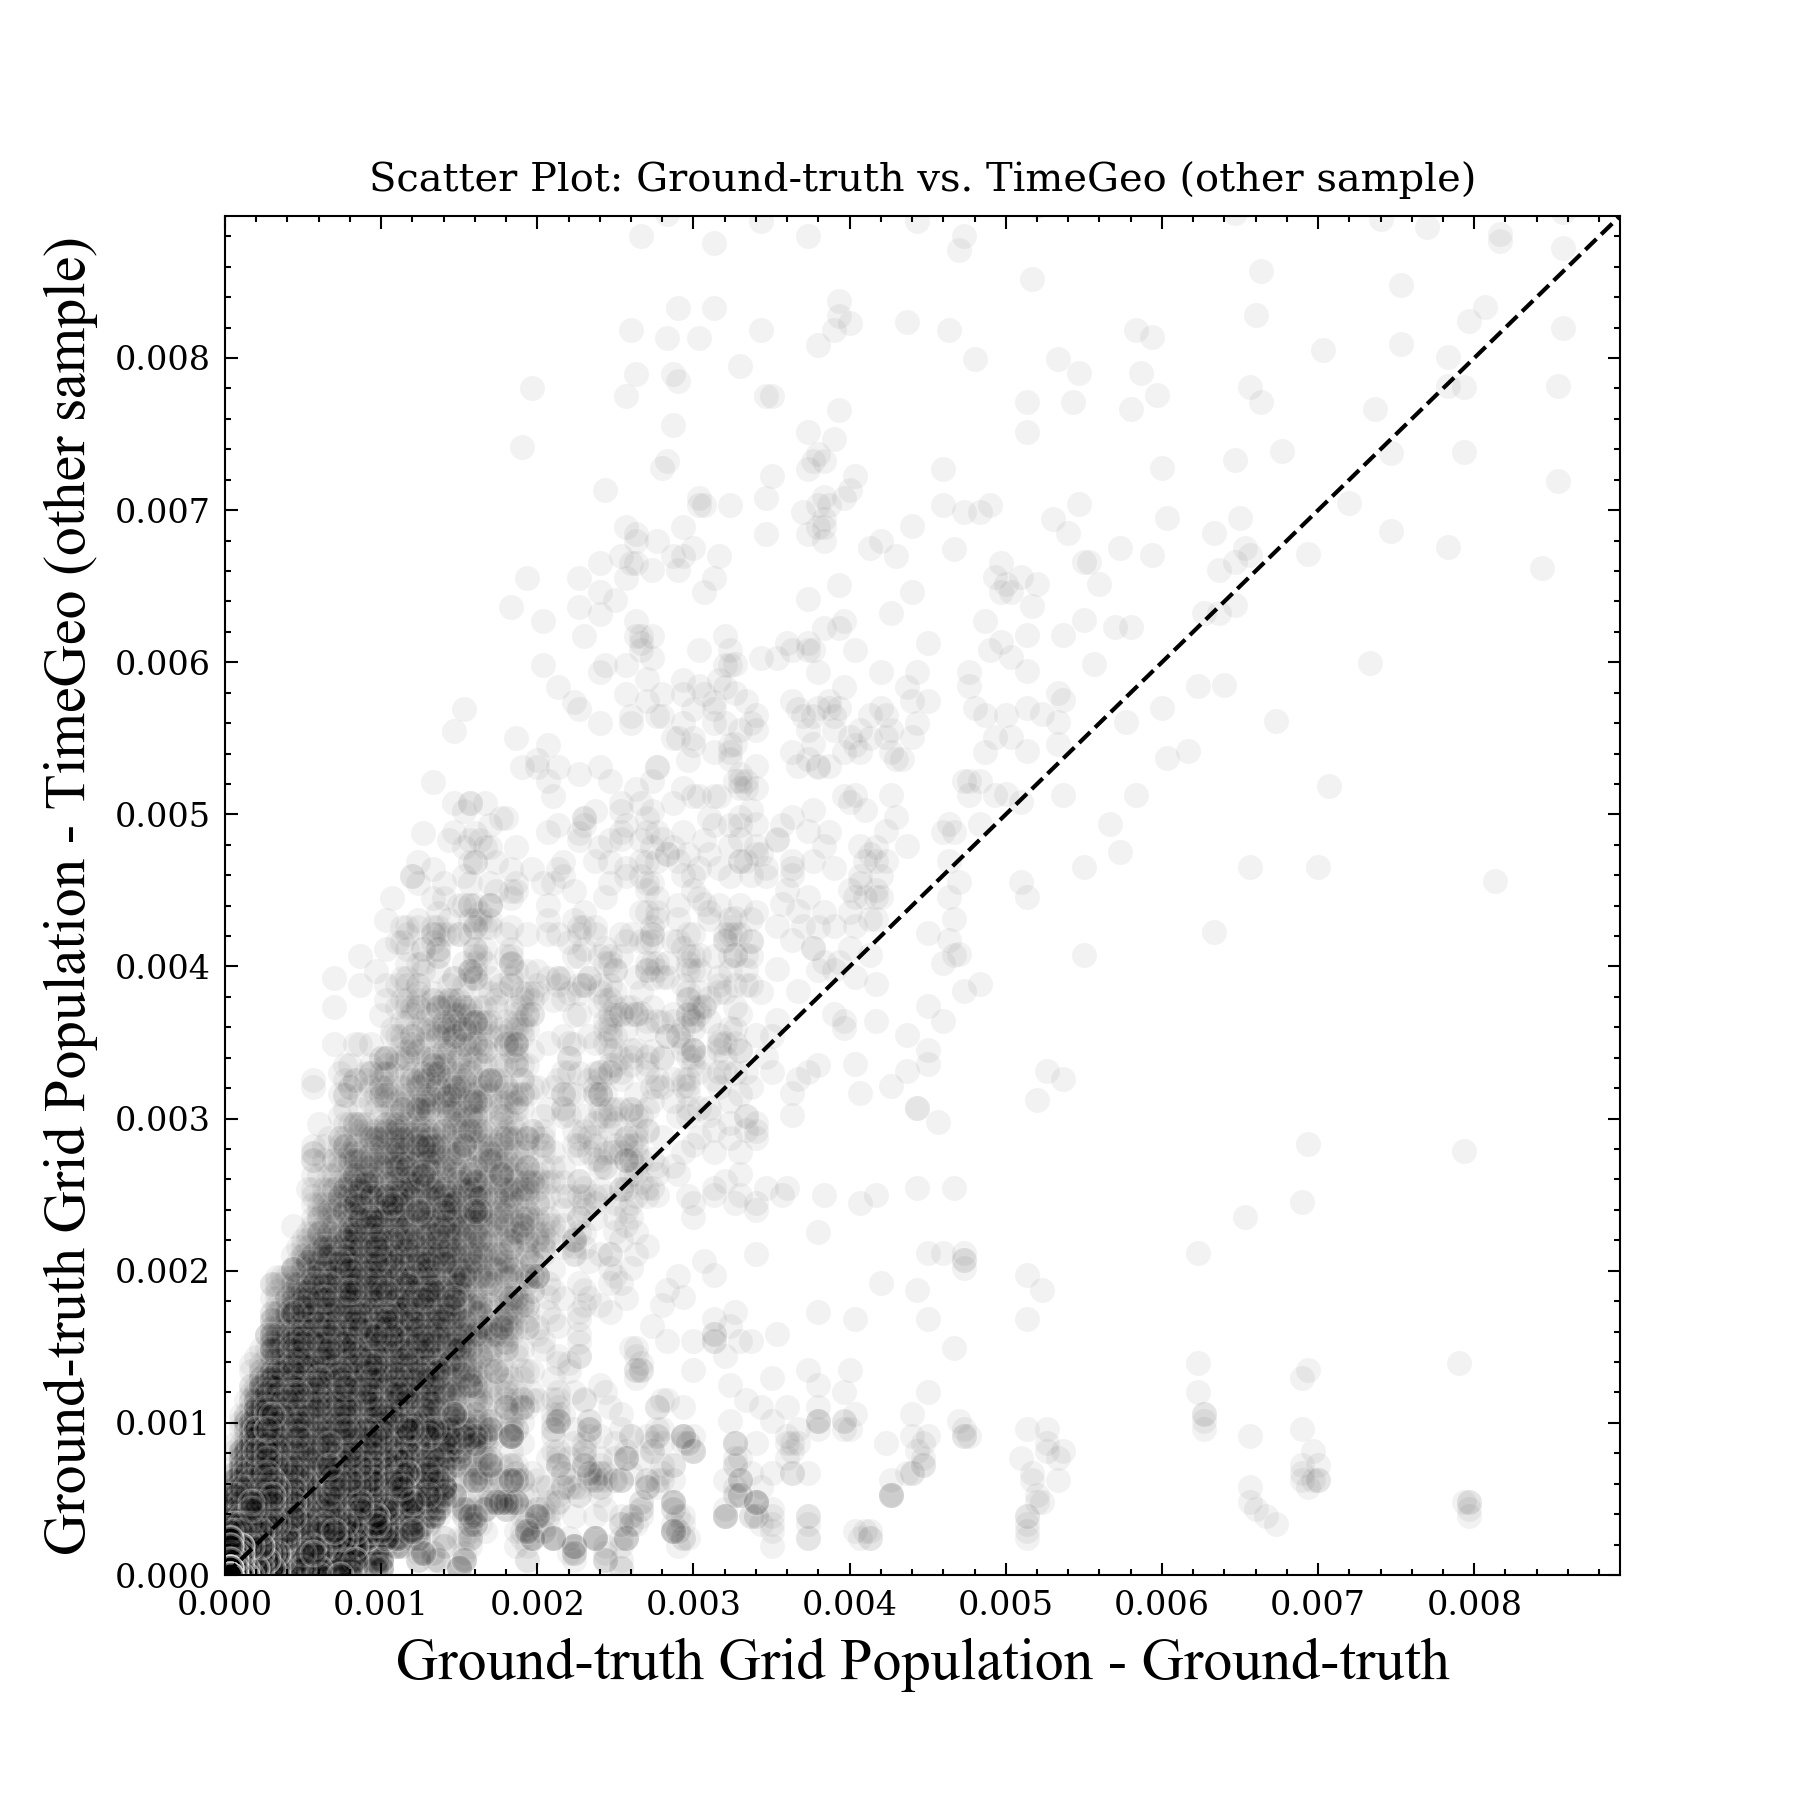 Scatter Plot: Ground-truth vs. TimeGeo (other sample)
Ground-truth Grid Population - TimeGeo (other sample)
0.008
0.007
0.006
0.005
0.004
0.003
0.002
0.001
0.000
0.000 0.001 0.002 0.003 0.004 0.005 0.006 0.007 0.008
Ground-truth Grid Population - Ground-truth